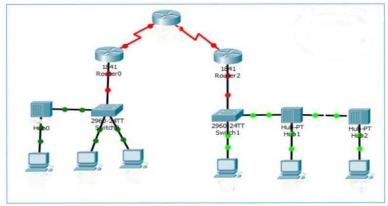 1841
Router0
1841
Router2
Hub0
2960-24TT
Switch0
2960-24TT
Switch1
Hub-PT
Hub1
Hub-PT
Hub2